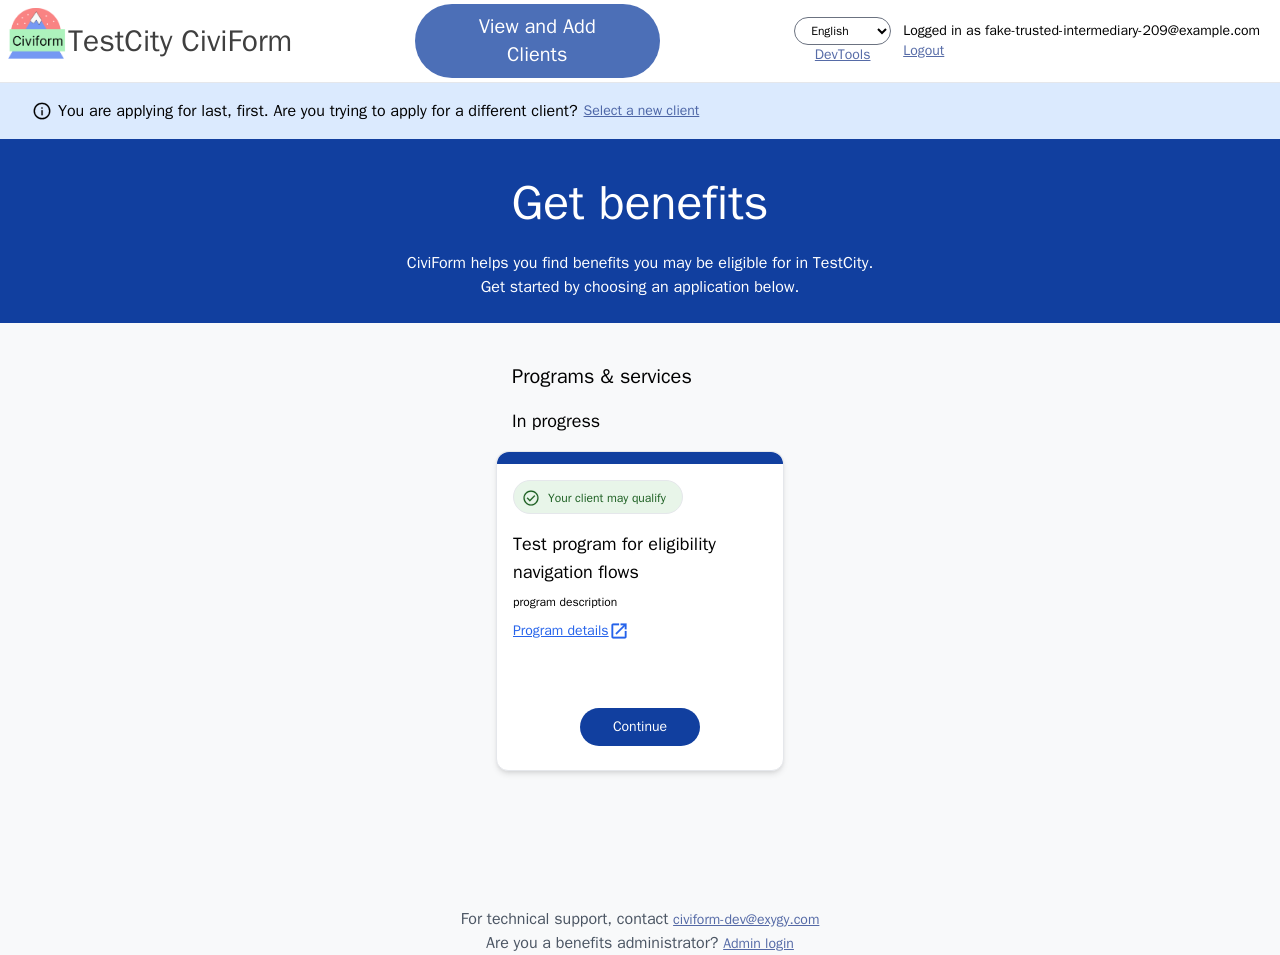 Civiform
TestCity CiviForm
View and Add
Clients
English
DevTools
Logged in as fake-trusted-intermediary-209@example.com
Logout
You are applying for last, first. Are you trying to apply for a different client? Select a new client
Get benefits
CiviForm helps you find benefits you may be eligible for in TestCity.
Get started by choosing an application below.
Programs & services
In progress
Your client may qualify
Test program for eligibility
navigation flows
program description
Program details
Continue
For technical support, contact civiform-dev@exygy.com
Are you a benefits administrator? Admin login